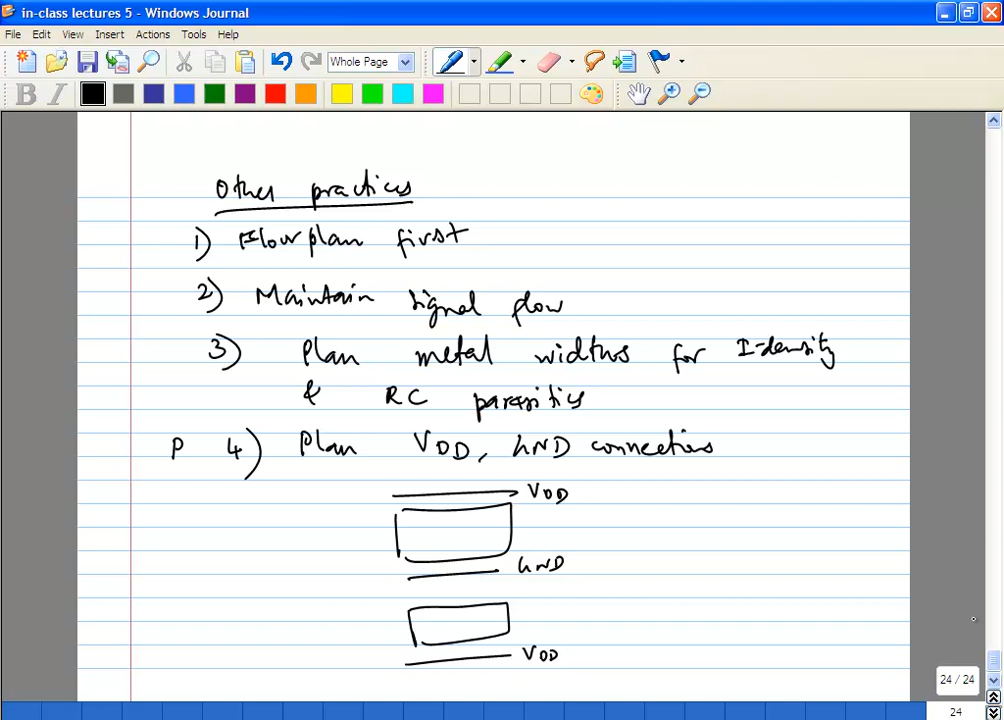 in-class lectures 5 - Windows Journal
File Edit View Insert Actions Tools Help
Whole Page
B I
Other practices
1) Floorplan first
2) Maintain signal flow
3) Plan metal widths for I-density
& RC parasitics
P 4) Plan VDD, GND connections
VDD
GND
VDD
24 / 24
24